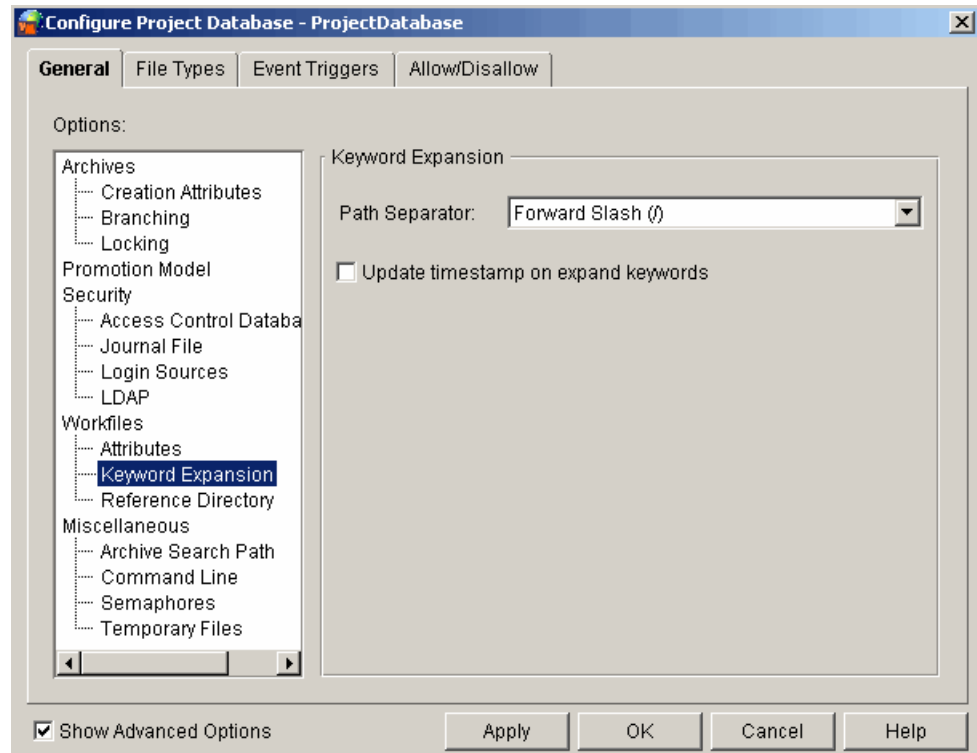 Configure Project Database - ProjectDatabase
General File Types Event Triggers Allow/Disallow
Options:
Archives
Creation Attributes
Branching
Locking
Promotion Model
Security
Access Control Databa
Journal File
Login Sources
LDAP
Workfiles
Attributes
Keyword Expansion
Reference Directory
Miscellaneous
Archive Search Path
Command Line
Semaphores
Temporary Files
Keyword Expansion
Path Separator: Forward Slash (/)
Update timestamp on expand keywords
Show Advanced Options Apply OK Cancel Help